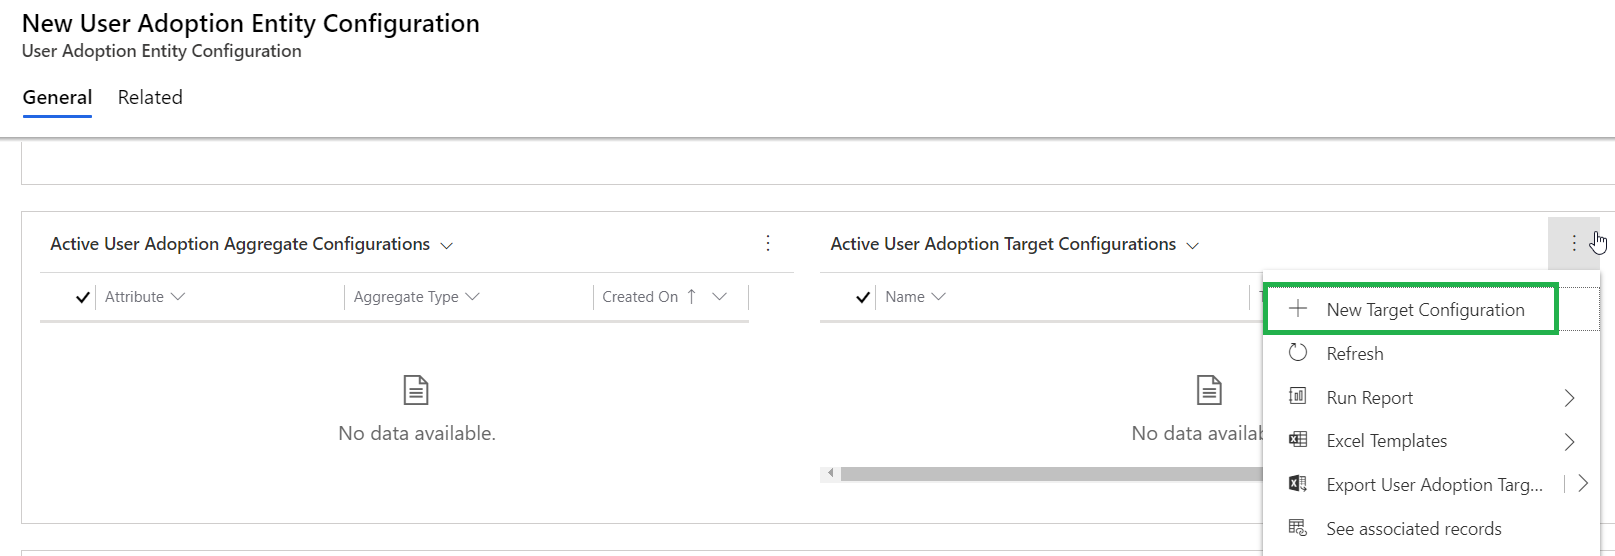 New User Adoption Entity Configuration
User Adoption Entity Configuration
General Related
Active User Adoption Aggregate Configurations
Attribute Aggregate Type Created On
No data available.
Active User Adoption Target Configurations
Name
No data
New Target Configuration
Refresh
Run Report
Excel Templates
Export User Adoption Targ...
See associated records